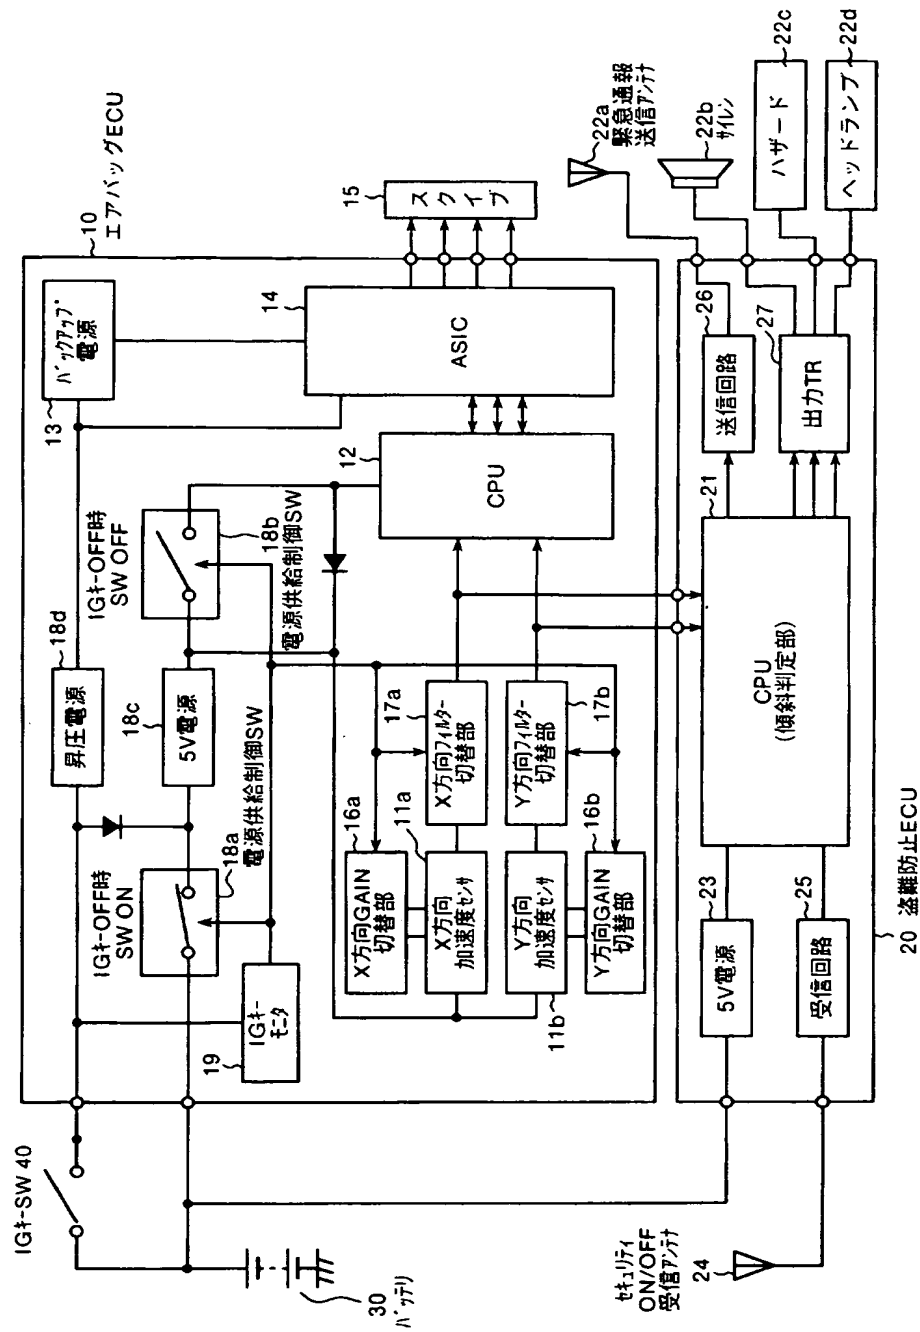 IGキ-SW 40
30
バッテリ
10
エアバッグECU
13
バックアップ
電源
14
ASIC
15
スクイブ
18d
昇圧電源
IGキーOFF時
SW ON
18a
電源供給制御SW
18c
5V電源
IGキーOFF時
SW OFF
18b
電源供給制御SW
12
CPU
19
IGキー
モニタ
16a
X方向GAIN
切替部
11a
X方向
加速度センサ
17a
X方向フィルター
切替部
Y方向
加速度センサ
11b
Y方向フィルター
切替部
17b
16b
Y方向GAIN
切替部
セキュリティ
ON/OFF
受信アンテナ
24
20 盗難防止ECU
23
5V電源
25
受信回路
21
CPU
(傾斜判定部)
26
送信回路
27
出力TR
22a
緊急通報
送信アンテナ
22b
サイレン
22c
ハザード
22d
ヘッドランプ